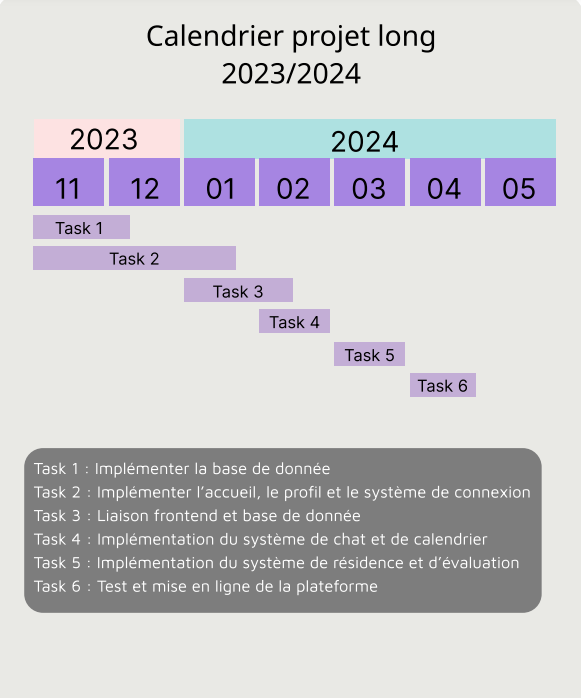 Calendrier projet long
2023/2024
2023 2024
11 12 01 02 03 04 05
Task 1
Task 2
Task 3
Task 4
Task 5
Task 6
Task 1 : Implémenter la base de donnée
Task 2 : Implémenter l’accueil, le profil et le système de connexion
Task 3 : Liaison frontend et base de donnée
Task 4 : Implémentation du système de chat et de calendrier
Task 5 : Implémentation du système de résidence et d’évaluation
Task 6 : Test et mise en ligne de la plateforme